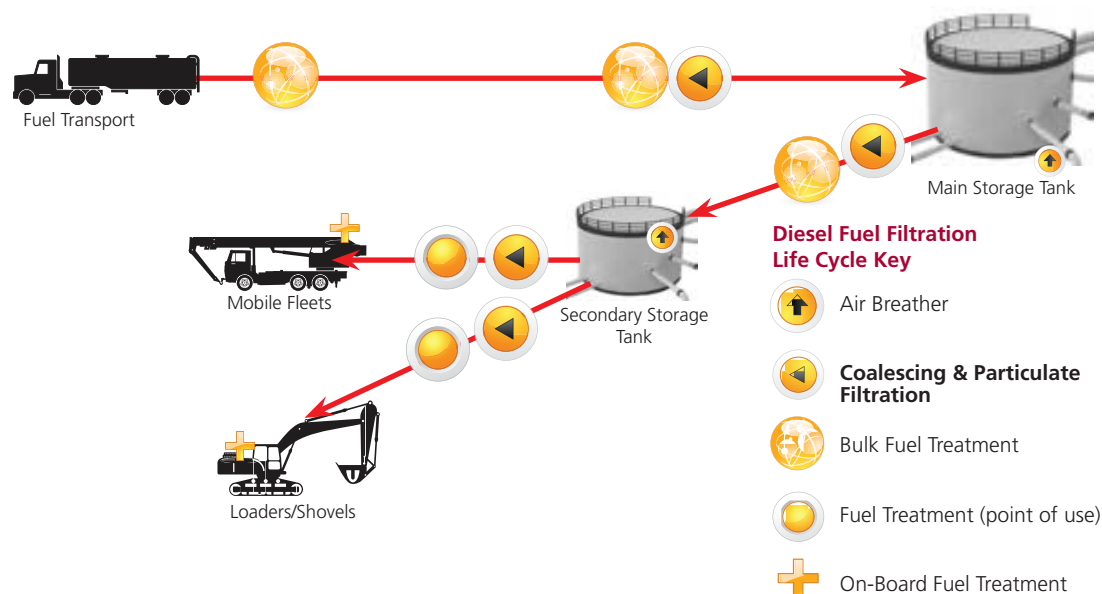 Fuel Transport
Main Storage Tank
Mobile Fleets
Secondary Storage
Tank
Loaders/Shovels
Diesel Fuel Filtration
Life Cycle Key
Air Breather
Coalescing & Particulate
Filtration
Bulk Fuel Treatment
Fuel Treatment (point of use)
On-Board Fuel Treatment